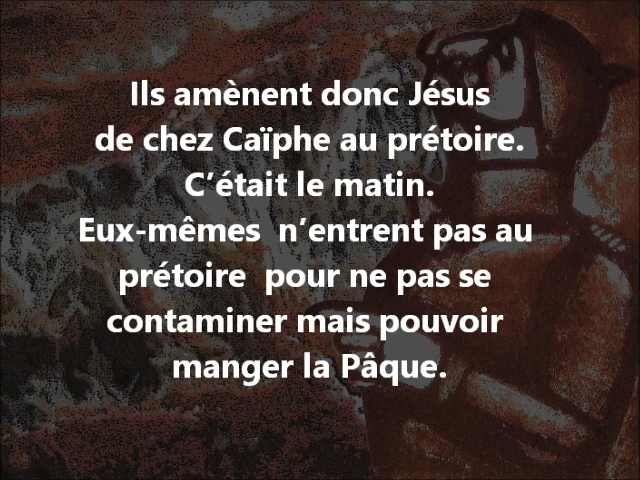 Ils amènent donc Jésus
de chez Caïphe au prétoire.
C’était le matin.
Eux-mêmes n’entrent pas au
prétoire pour ne pas se
contaminer mais pouvoir
manger la Pâque.